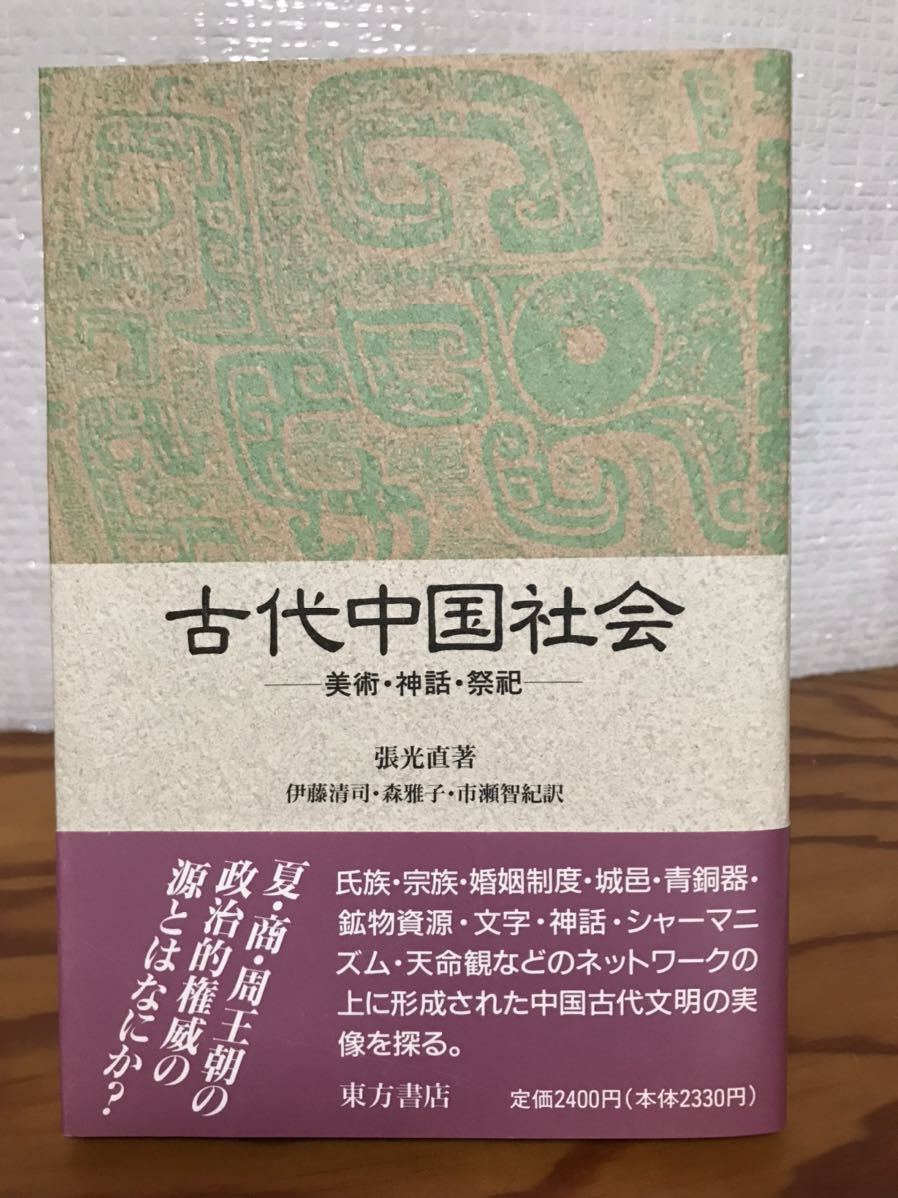 古代中国社会
美術・神話・祭祀
張光直著
伊藤清司・森雅子・市瀬智紀訳
夏・商・周王朝の
政治的権威の
源とはなにか？
氏族・宗族・婚姻制度・城邑・青銅器・
鉱物資源・文字・神話・シャーマニ
ズム・天命観などのネットワークの
上に形成された中国古代文明の実
像を探る。
東方書店
定価2400円（本体2330円）